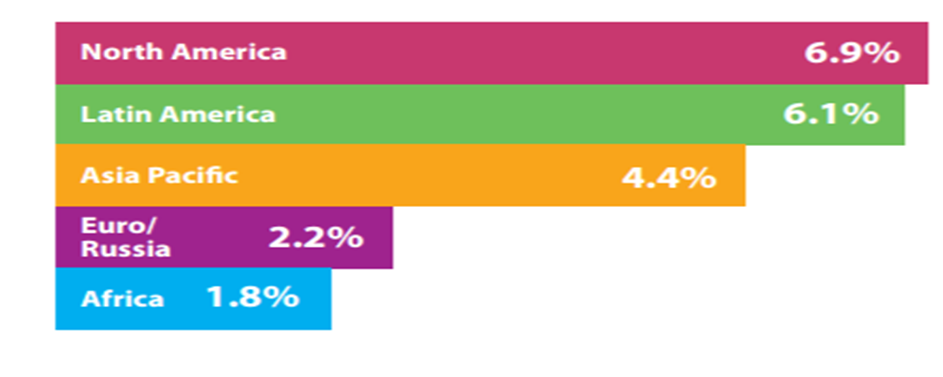 North America 6.9%
Latin America 6.1%
Asia Pacific 4.4%
Euro/
Russia 2.2%
Africa 1.8%